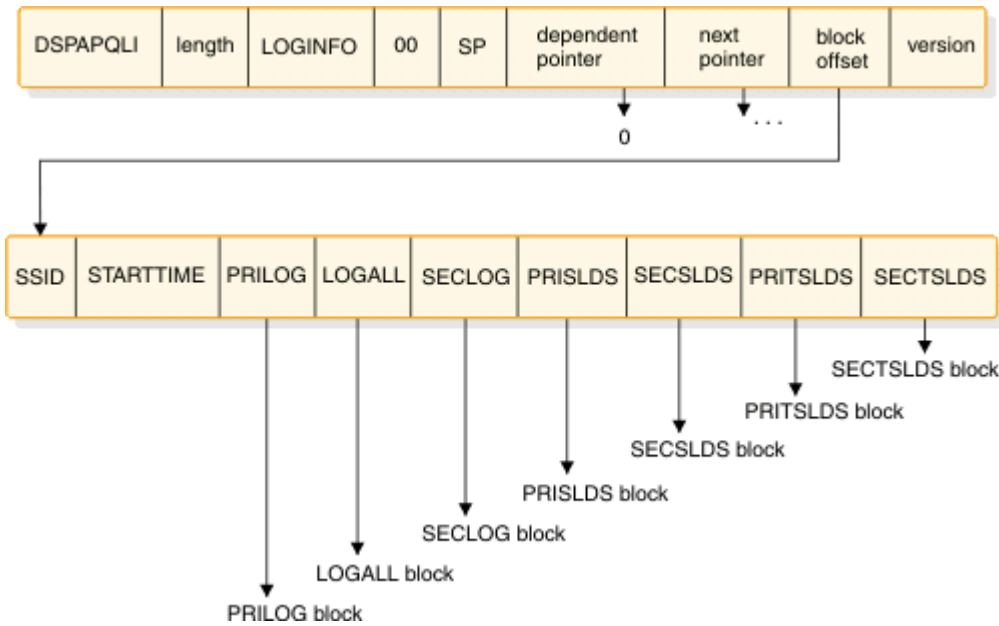 DSPAPQLI length LOGINFO 00 SP dependent pointer next pointer block offset version
0 . . .
SSID STARTTIME PRILOG LOGALL SECLOG PRISLDS SECSLDS PRITSLDS SECTSLDS
SECTSLDS block
PRITSLDS block
SECSLDS block
PRISLDS block
SECLOG block
LOGALL block
PRILOG block